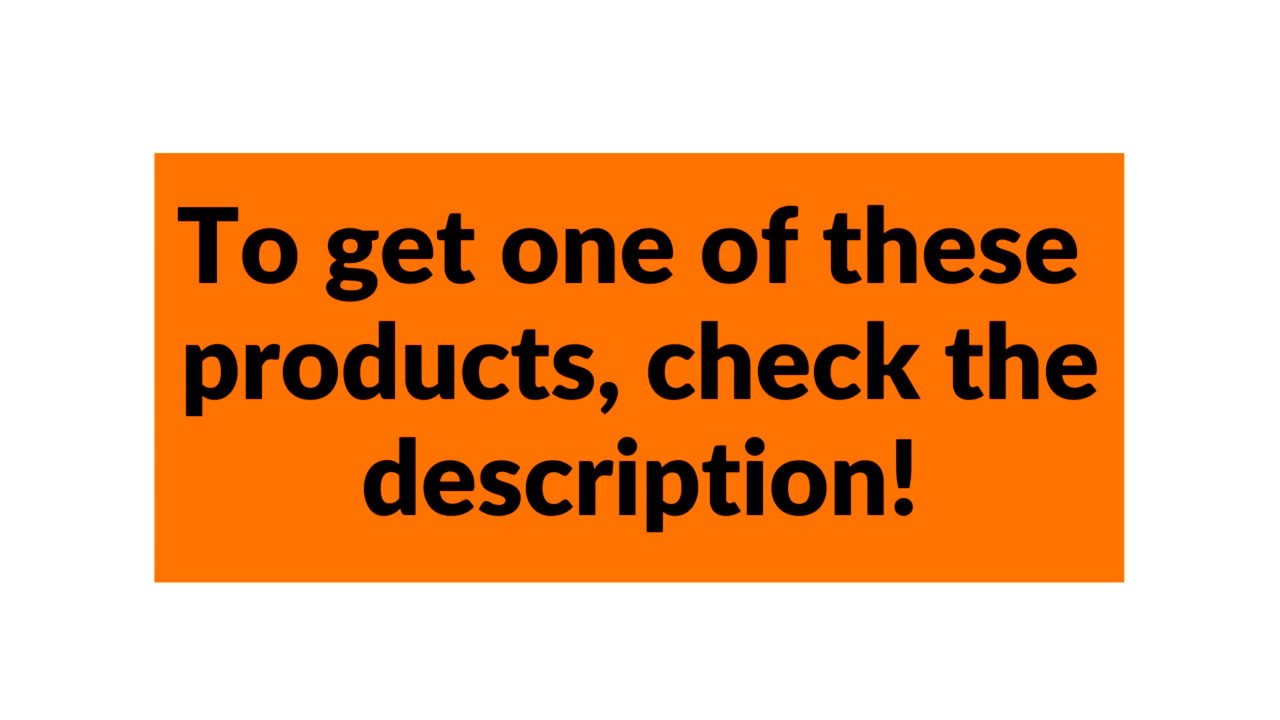 To get one of these
products, check the
description!